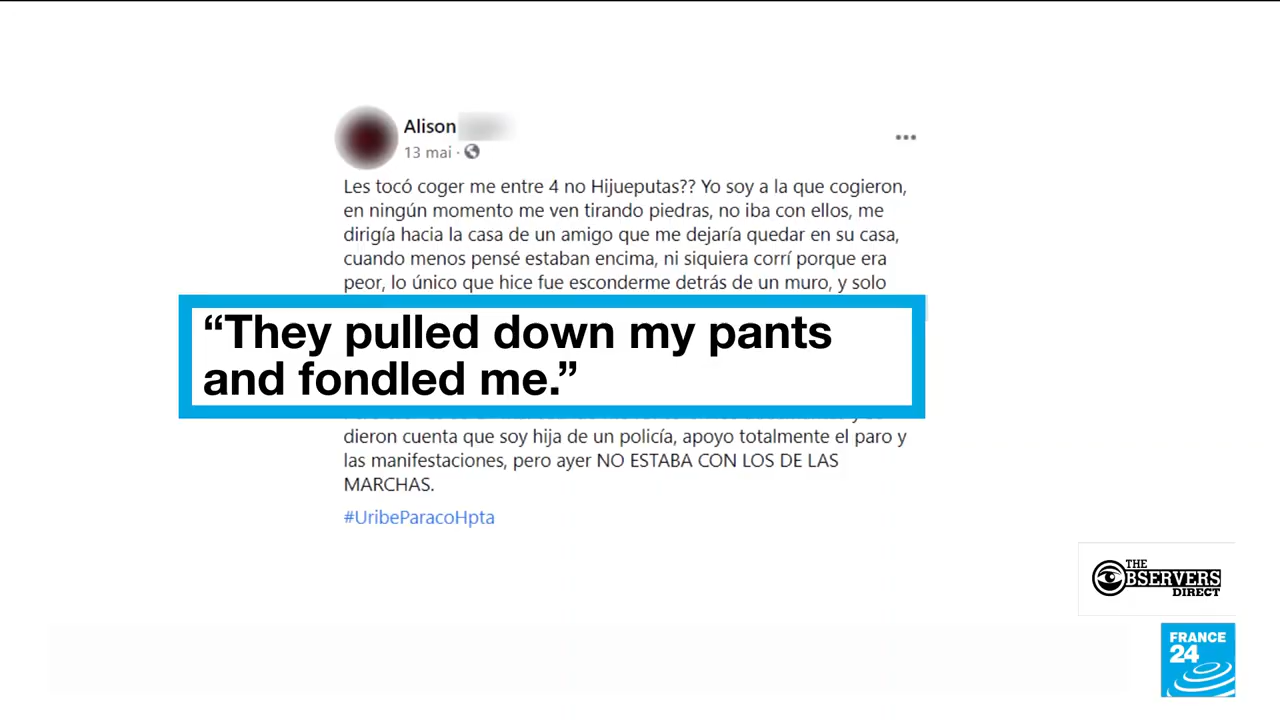 Alison
13 mai
Les tocó coger me entre 4 no Hijueputas?? Yo soy a la que cogieron,
en ningún momento me ven tirando piedras, no iba con ellos, me
dirigía hacia la casa de un amigo que me dejaría quedar en su casa,
cuando menos pensé estaban encima, ni siquiera corrí porque era
peor, lo único que hice fue esconderme detrás de un muro, y solo
“They pulled down my pants
and fondled me.”
dieron cuenta que soy hija de un policía, apoyo totalmente el paro y
las manifestaciones, pero ayer NO ESTABA CON LOS DE LAS
MARCHAS.
#UribeParacoHpta
THE
OBSERVERS
DIRECT
FRANCE
24